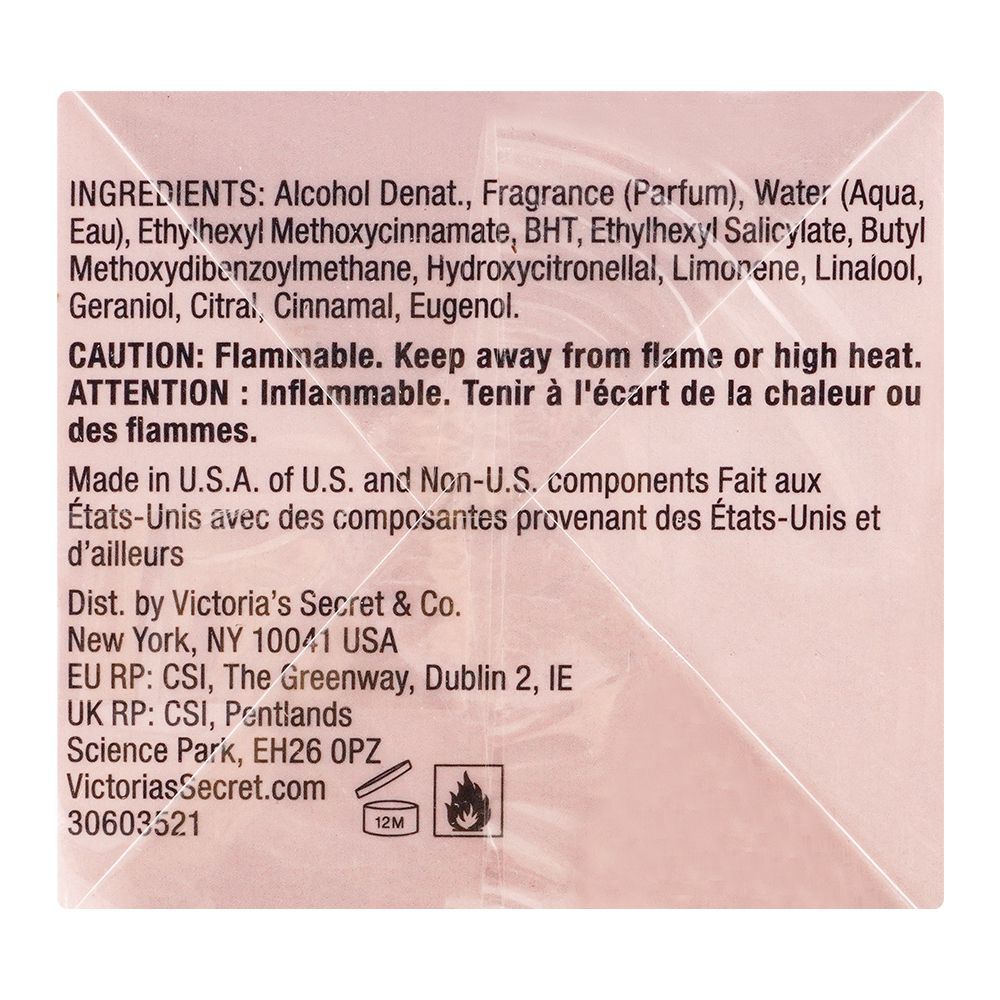 INGREDIENTS: Alcohol Denat., Fragrance (Parfum), Water (Aqua,
Eau), Ethylhexyl Methoxycinnamate, BHT, Ethylhexyl Salicylate, Butyl
Methoxydibenzoylmethane, Hydroxycitronellal, Limonene, Linalool,
Geraniol, Citral, Cinnamal, Eugenol.
CAUTION: Flammable. Keep away from flame or high heat.
ATTENTION : Inflammable. Tenir à l'écart de la chaleur ou
des flammes.
Made in U.S.A. of U.S. and Non-U.S. components Fait aux
États-Unis avec des composantes provenant des États-Unis et
d'ailleurs
Dist. by Victoria's Secret & Co.
New York, NY 10041 USA
EU RP: CSI, The Greenway, Dublin 2, IE
UK RP: CSI, Pentlands
Science Park, EH26 0PZ
VictoriasSecret.com
30603521
12M